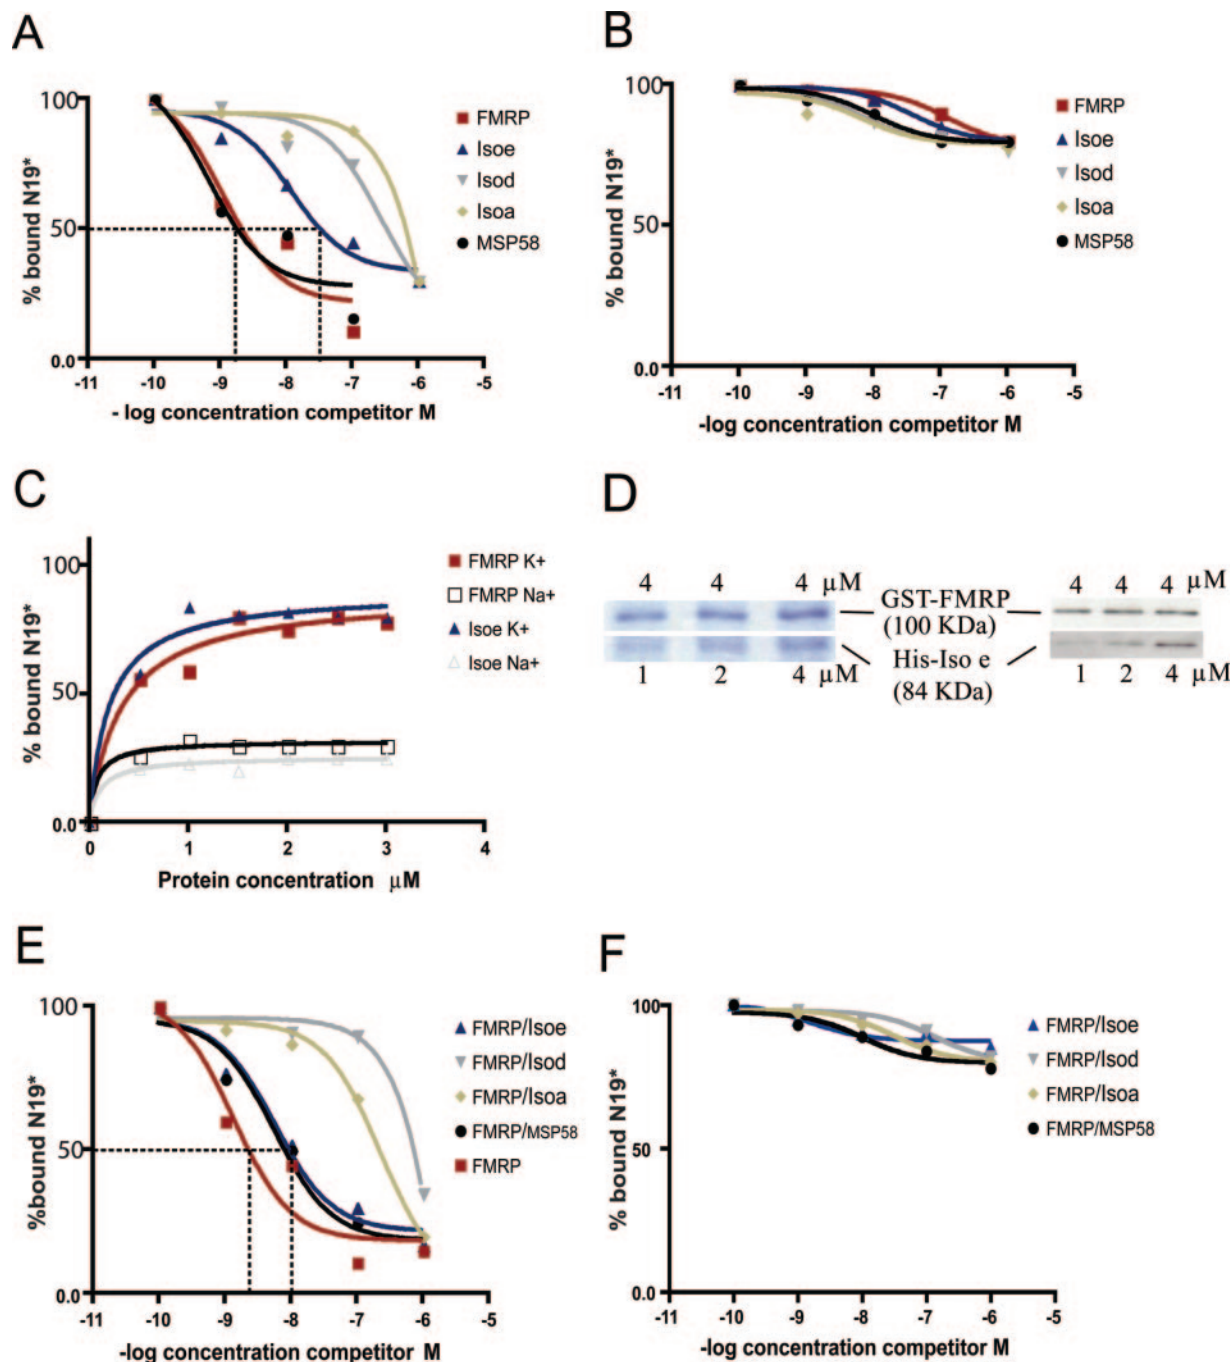 A
100
50
0.0
% bound N19*
-11 -10 -9 -8 -7 -6 -5
- log concentration competitor M
FMRP
Isoe
Isod
Isoa
MSP58
B
100
50
0.0
% bound N19*
-11 -10 -9 -8 -7 -6 -5
-log concentration competitor M
FMRP
Isoe
Isod
Isoa
MSP58
C
100
50
0.0
% bound N19*
0 1 2 3 4
Protein concentration μM
FMRP K+
FMRP Na+
Isoe K+
Isoe Na+
D
4 4 4 μM
GST-FMRP
(100 KDa)
4 4 4 μM
His-Iso e
(84 KDa)
1 2 4 μM
1 2 4 μM
E
100
50
0.0
%bound N19*
-11 -10 -9 -8 -7 -6 -5
-log concentration competitor M
FMRP/Isoe
FMRP/Isod
FMRP/Isoa
FMRP/MSP58
FMRP
F
100
50
0.0
% bound N19*
-11 -10 -9 -8 -7 -6 -5
-log concentration competitor M
FMRP/Isoe
FMRP/Isod
FMRP/Isoa
FMRP/MSP58